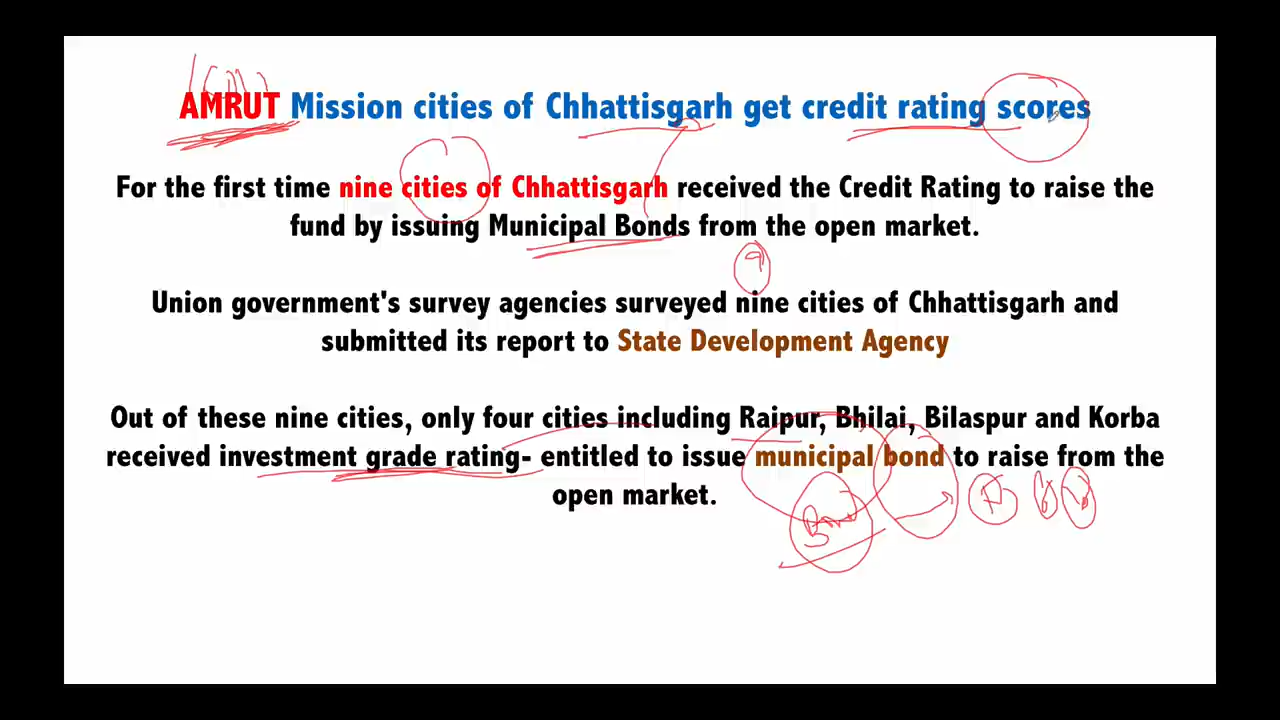 AMRUT Mission cities of Chhattisgarh get credit rating scores
For the first time nine cities of Chhattisgarh received the Credit Rating to raise the
fund by issuing Municipal Bonds from the open market.
9
Union government's survey agencies surveyed nine cities of Chhattisgarh and
submitted its report to State Development Agency
Out of these nine cities, only four cities including Raipur, Bhilai, Bilaspur and Korba
received investment grade rating- entitled to issue municipal bond to raise from the
open market.
Bond